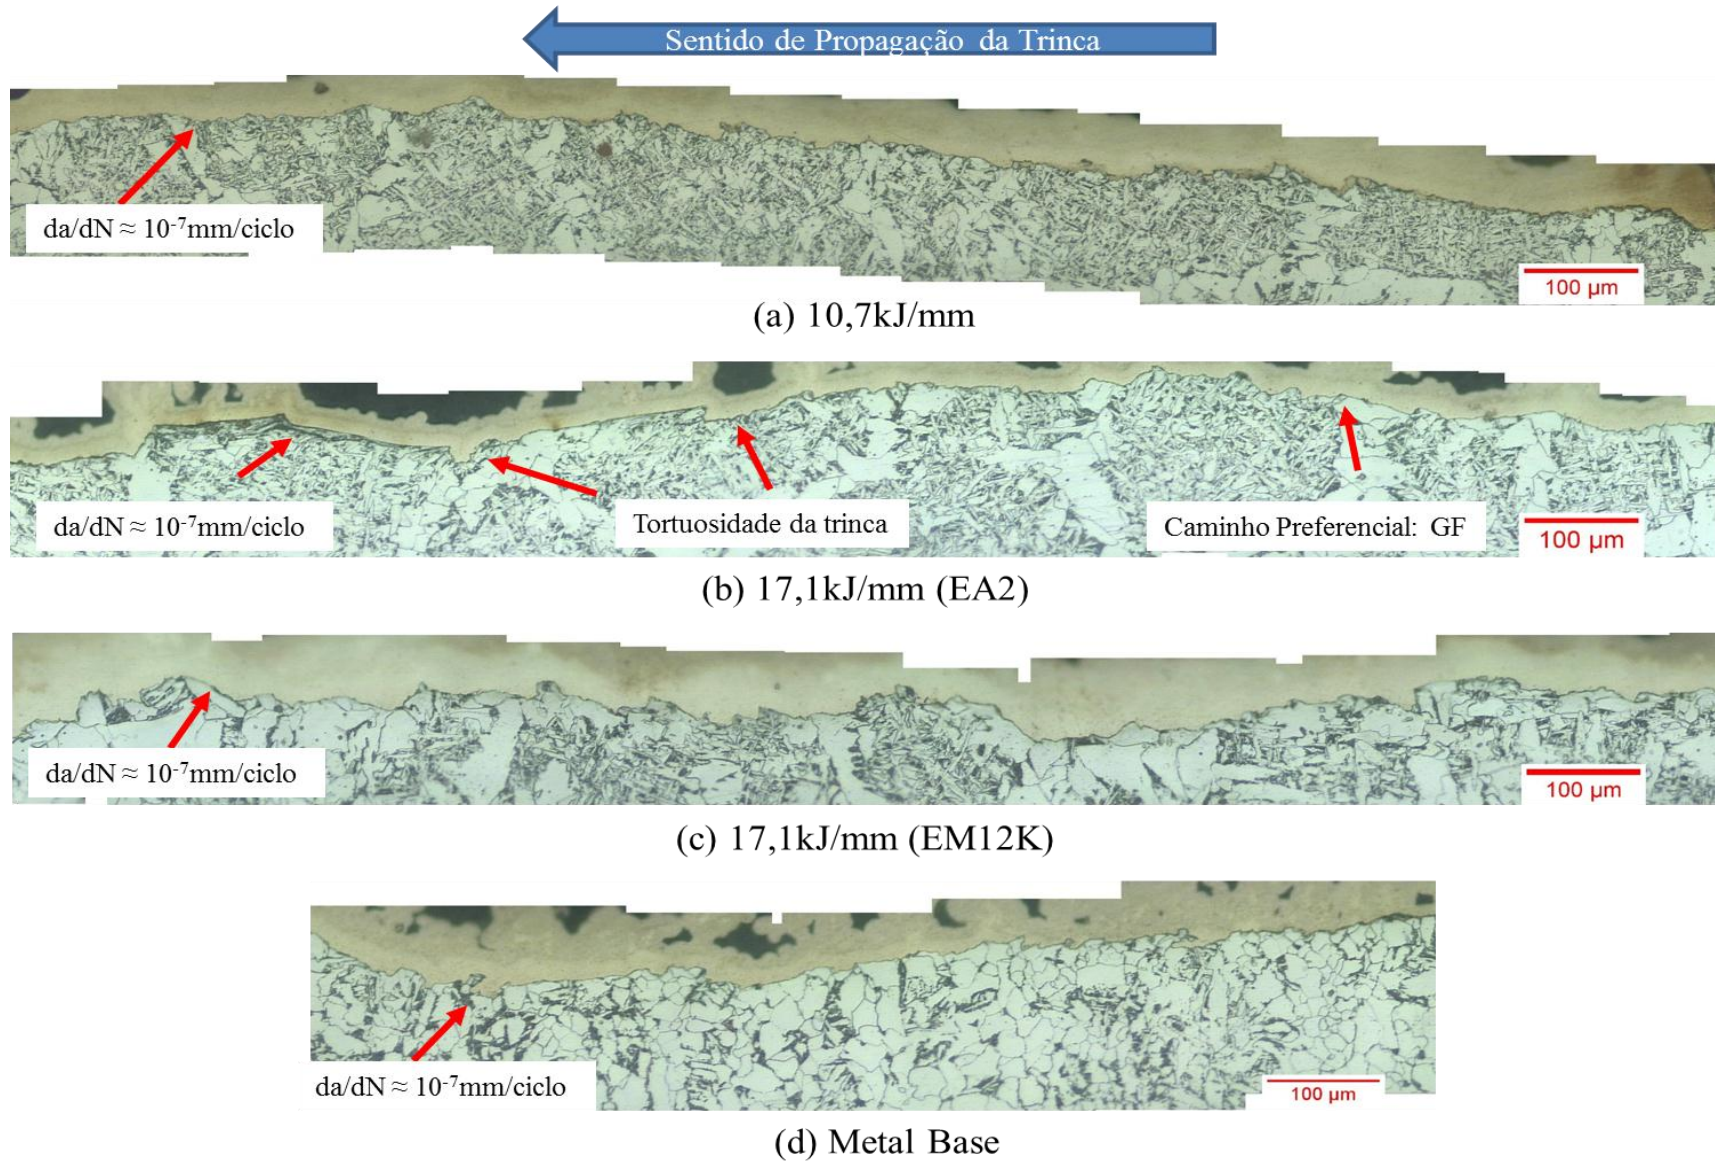 Sentido de Propagação da Trinca
da/dN ≈ 10⁻⁷mm/ciclo
100 µm
(a) 10,7kJ/mm
da/dN ≈ 10⁻⁷mm/ciclo
Tortuosidade da trinca
Caminho Preferencial: GF
100 µm
(b) 17,1kJ/mm (EA2)
da/dN ≈ 10⁻⁷mm/ciclo
100 µm
(c) 17,1kJ/mm (EM12K)
da/dN ≈ 10⁻⁷mm/ciclo
100 µm
(d) Metal Base